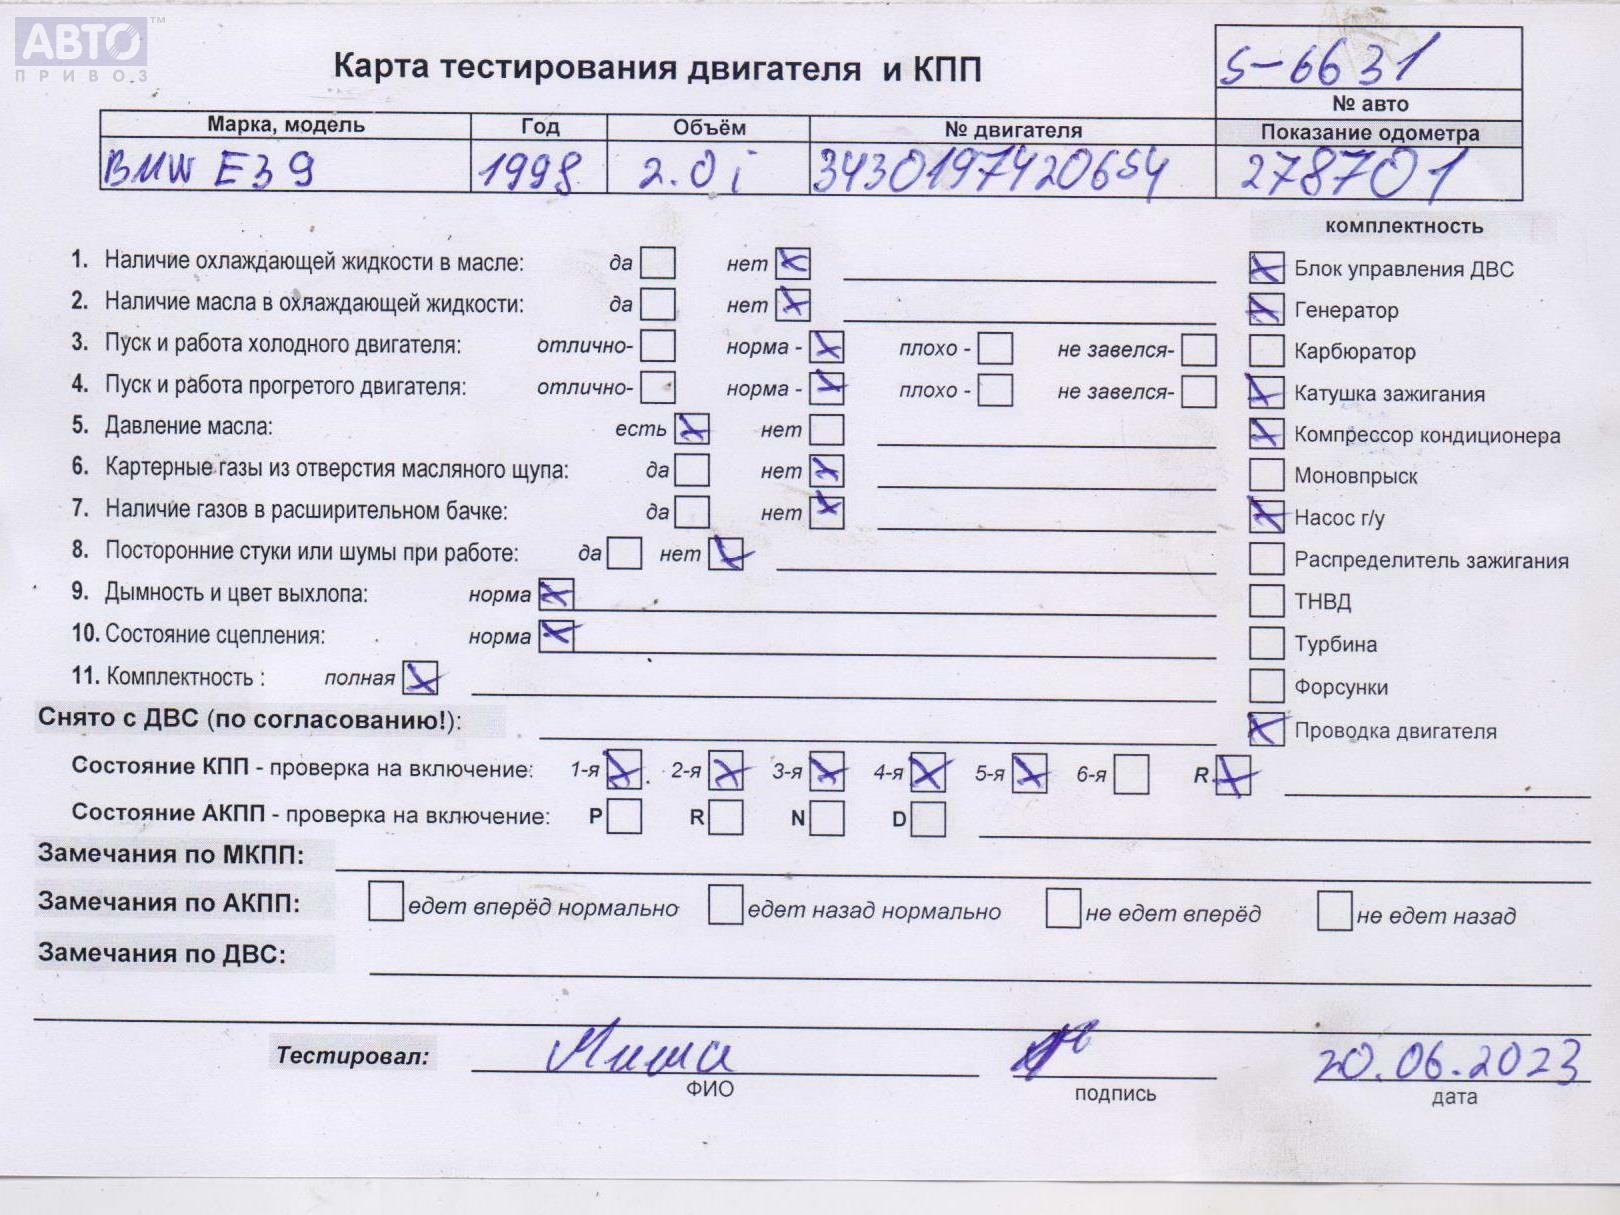 АВТО™
ПРИВОЗ
Карта тестирования двигателя и КПП
S-6631
№ авто
Марка, модель Год Объём № двигателя Показание одометра
BMW E39 1998 2.0i 3430197420654 278701
комплектность
1. Наличие охлаждающей жидкости в масле: да нет Блок управления ДВС
2. Наличие масла в охлаждающей жидкости: да нет Генератор
3. Пуск и работа холодного двигателя: отлично- норма - плохо - не завелся- Карбюратор
4. Пуск и работа прогретого двигателя: отлично- норма - плохо - не завелся- Катушка зажигания
5. Давление масла: есть нет Компрессор кондиционера
6. Картерные газы из отверстия масляного щупа: да нет Моновпрыск
7. Наличие газов в расширительном бачке: да нет Насос г/у
8. Посторонние стуки или шумы при работе: да нет Распределитель зажигания
9. Дымность и цвет выхлопа: норма ТНВД
10. Состояние сцепления: норма Турбина
11. Комплектность : полная Форсунки
Снято с ДВС (по согласованию!): Проводка двигателя
Состояние КПП - проверка на включение: 1-я 2-я 3-я 4-я 5-я 6-я R
Состояние АКПП - проверка на включение: P R N D
Замечания по МКПП:
Замечания по АКПП: едет вперёд нормально едет назад нормально не едет вперёд не едет назад
Замечания по ДВС:
Тестировал: Миша 20.06.2023
ФИО подпись дата